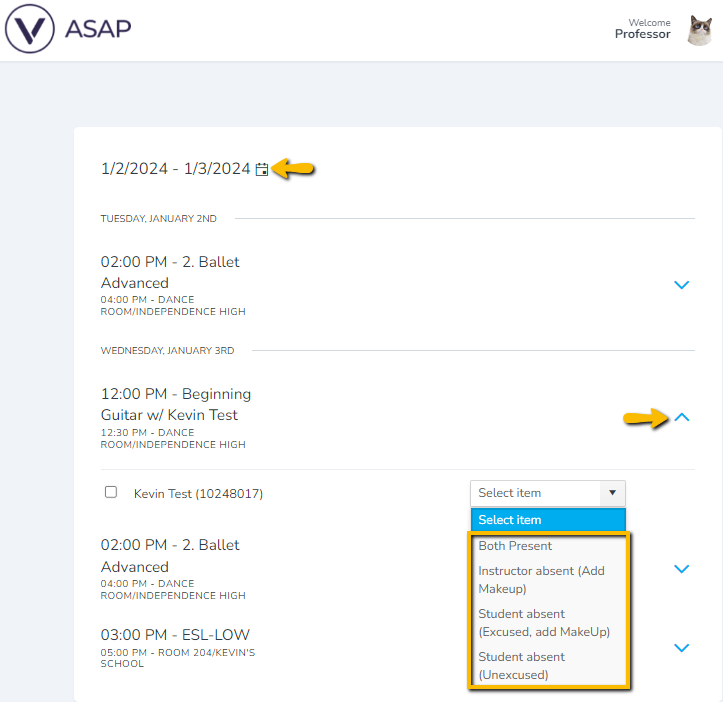 V ASAP
Welcome
Professor
1/2/2024 - 1/3/2024
TUESDAY, JANUARY 2ND
02:00 PM - 2. Ballet
Advanced
04:00 PM - DANCE
ROOM/INDEPENDENCE HIGH
WEDNESDAY, JANUARY 3RD
12:00 PM - Beginning
Guitar w/ Kevin Test
12:30 PM - DANCE
ROOM/INDEPENDENCE HIGH
Kevin Test (10248017)
Select item
Select item
Both Present
Instructor absent (Add
Makeup)
Student absent
(Excused, add MakeUp)
Student absent
(Unexcused)
02:00 PM - 2. Ballet
Advanced
04:00 PM - DANCE
ROOM/INDEPENDENCE HIGH
03:00 PM - ESL-LOW
05:00 PM - ROOM 204/KEVIN'S
SCHOOL